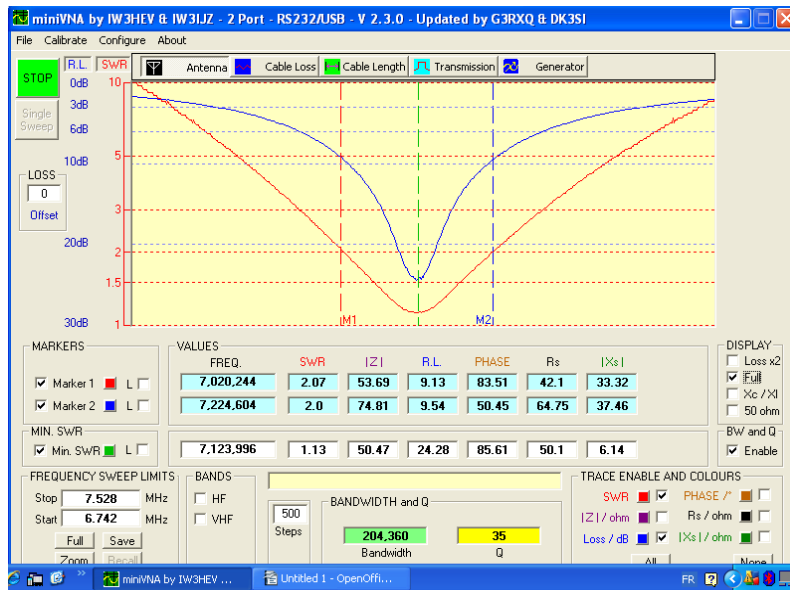 miniVNA by IW3HEV & IW3IJZ - 2 Port - RS232/USB - V 2.3.0 - Updated by G3RXQ & DK3SI
File Calibrate Configure About
STOP
R.L. SWR
Antenna Cable Loss Cable Length Transmission Generator
Single Sweep
0dB 10
3dB
6dB
10dB 5
LOSS
0
Offset
3
20dB
2
1.5
30dB 1
M1 M2
MARKERS
Marker 1 L
Marker 2 L
VALUES
FREQ. SWR |Z| R.L. PHASE Rs |Xs|
7,020,244 2.07 53.69 9.13 83.51 42.1 33.32
7,224,604 2.0 74.81 9.54 50.45 64.75 37.46
DISPLAY
Loss x2
Full
Xc / Xl
50 ohm
MIN. SWR
Min. SWR L
7,123,996 1.13 50.47 24.28 85.61 50.1 6.14
BW and Q
Enable
FREQUENCY SWEEP LIMITS
Stop 7.528 MHz
Start 6.742 MHz
Full Save
Zoom Recall
BANDS
HF
VHF
500
Steps
BANDWIDTH and Q
204,360 35
Bandwidth Q
TRACE ENABLE AND COLOURS
SWR PHASE /°
|Z| / ohm Rs / ohm
Loss / dB |Xs| / ohm
All None
miniVNA by IW3HEV ... Untitled 1 - OpenOffi... FR